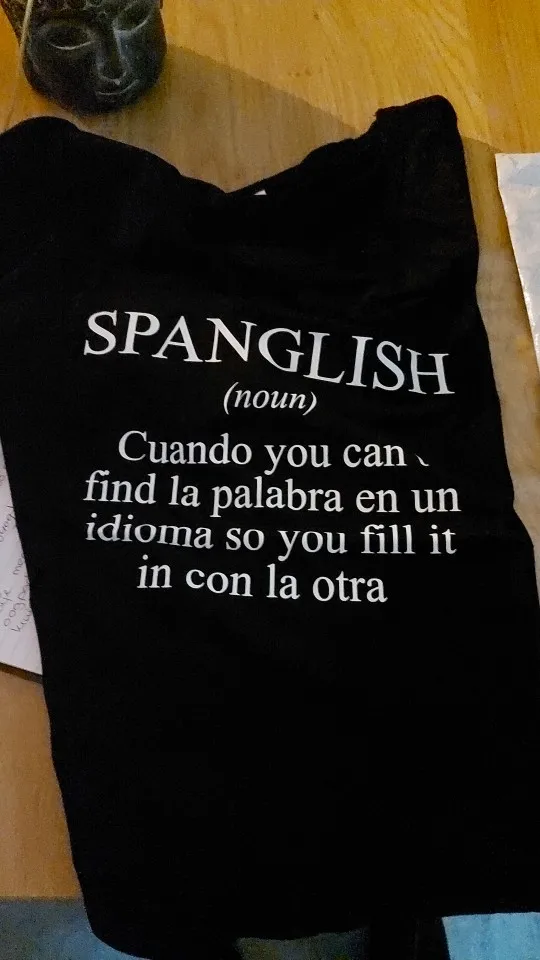 SPANGLISH
(noun)
Cuando you can
find la palabra en un
idioma so you fill it
in con la otra